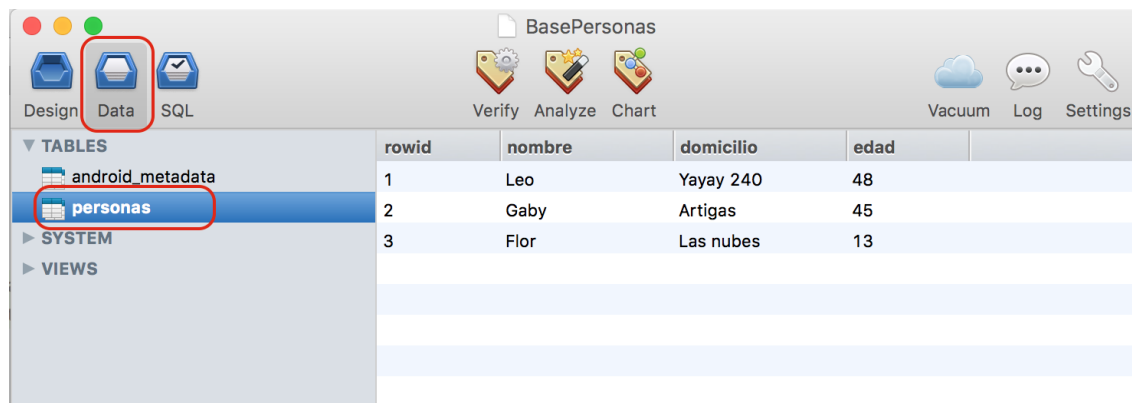 BasePersonas
Design Data SQL Verify Analyze Chart Vacuum Log Settings
TABLES
android_metadata
personas
SYSTEM
VIEWS
rowid nombre domicilio edad
1 Leo Yayay 240 48
2 Gaby Artigas 45
3 Flor Las nubes 13